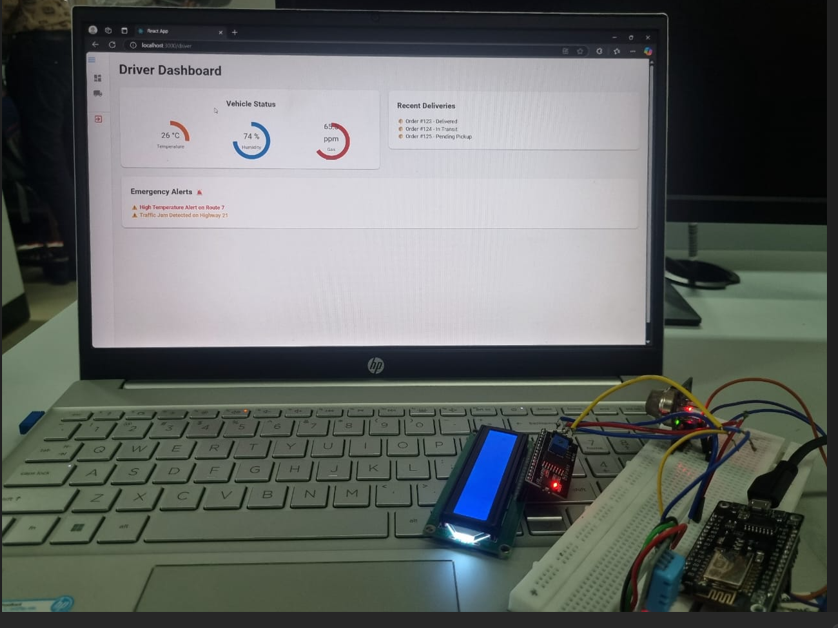 React App
localhost:3000/driver
Driver Dashboard
Vehicle Status
26 °C
Temperature
74 %
Humidity
ppm
Gas
Recent Deliveries
Order #123 - Delivered
Order #124 - In Transit
Order #125 - Pending Pickup
Emergency Alerts
High Temperature Alert on Route 7
Traffic Jam Detected on Highway 21
hp
Q W E R T Y U I O P
A S D F G H J K L
Z X C V B N M